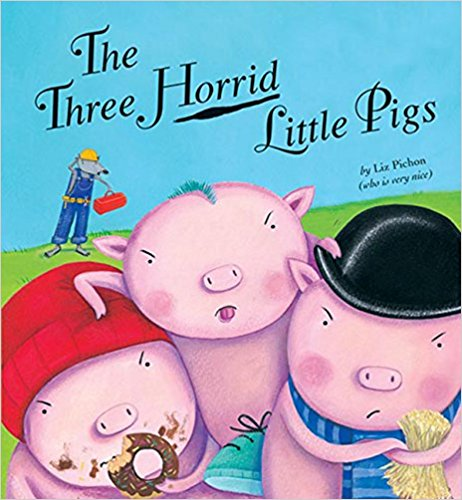 The
Three Horrid
Little Pigs
by Liz Pichon
(who is very nice)